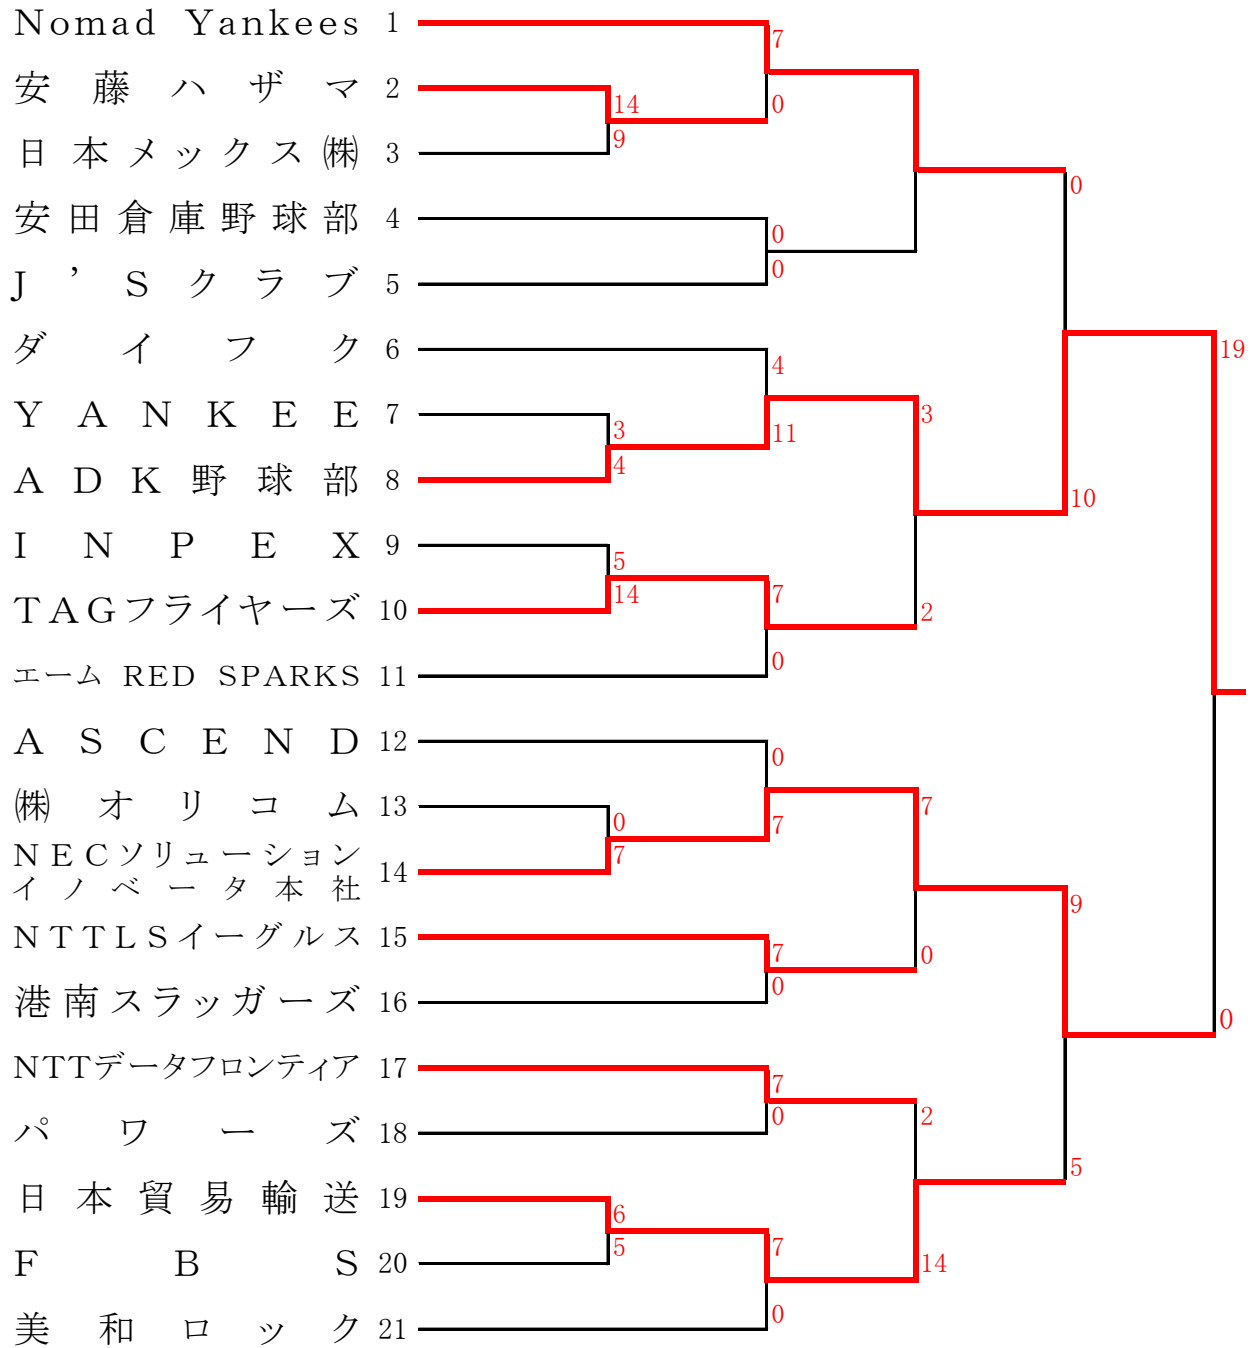 Nomad Yankees 1
安藤ハザマ 2
日本メックス㈱ 3
安田倉庫野球部 4
J'Sクラブ 5
ダイフク 6
YANKEE 7
ADK野球部 8
INPEX 9
TAGフライヤーズ 10
エーム RED SPARKS 11
ASCEND 12
㈱オリコム 13
NECソリューション
イノベータ本社 14
NTTLSイーグルス 15
港南スラッガーズ 16
NTTデータフロンティア 17
パワーズ 18
日本貿易輸送 19
FBS 20
美和ロック 21
14
9
3
4
5
14
0
7
6
5
7
0
0
0
4
11
7
0
0
7
7
0
7
0
7
0
3
2
7
0
2
14
0
10
9
5
19
0